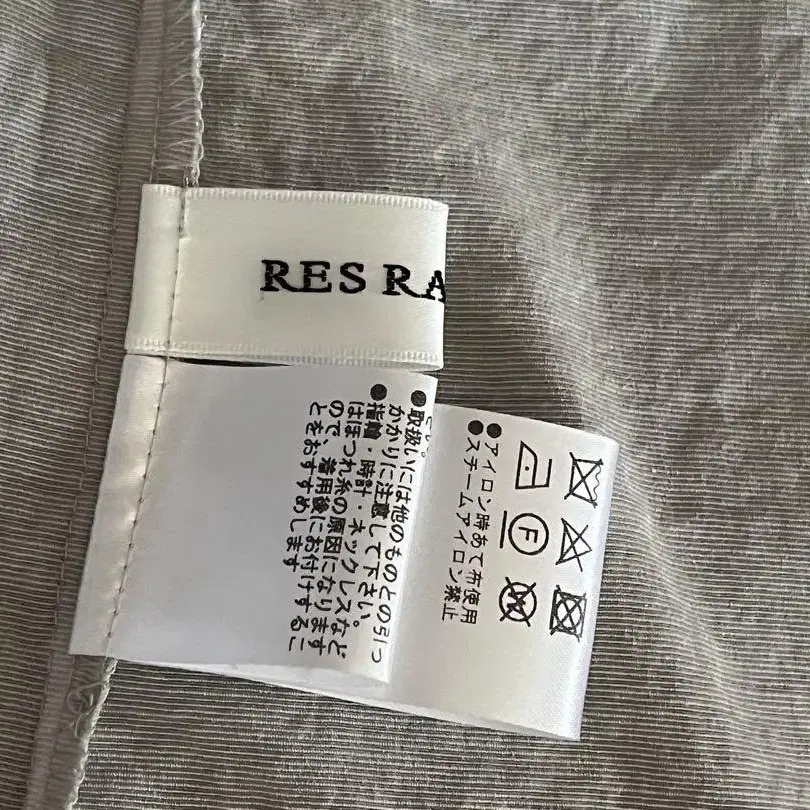 RES RA
●アイロン時あて布使用
●スチームアイロン禁止
F
W
●取扱いには他のものとの引っ
かかりに注意して下さい。
●指輪・時計・ネックレスなど
はほつれ糸の原因になります
ので、着用後にお付けするこ
とをおすすめします